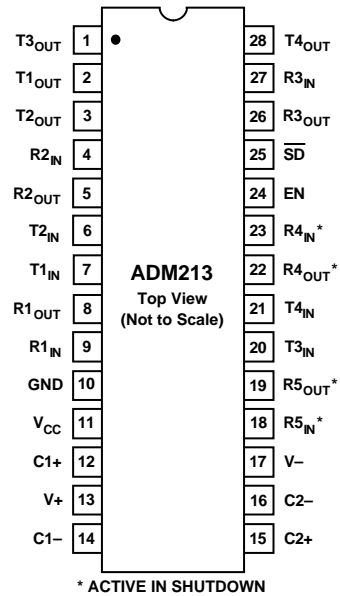 T3OUT 1 28 T4OUT
T1OUT 2 27 R3IN
T2OUT 3 26 R3OUT
R2IN 4 25 S̅D̅
R2OUT 5 24 EN
T2IN 6 23 R4IN*
T1IN 7 22 R4OUT*
ADM213
Top View
(Not to Scale)
R1OUT 8 21 T4IN
R1IN 9 20 T3IN
GND 10 19 R5OUT*
VCC 11 18 R5IN*
C1+ 12 17 V–
V+ 13 16 C2–
C1– 14 15 C2+
* ACTIVE IN SHUTDOWN